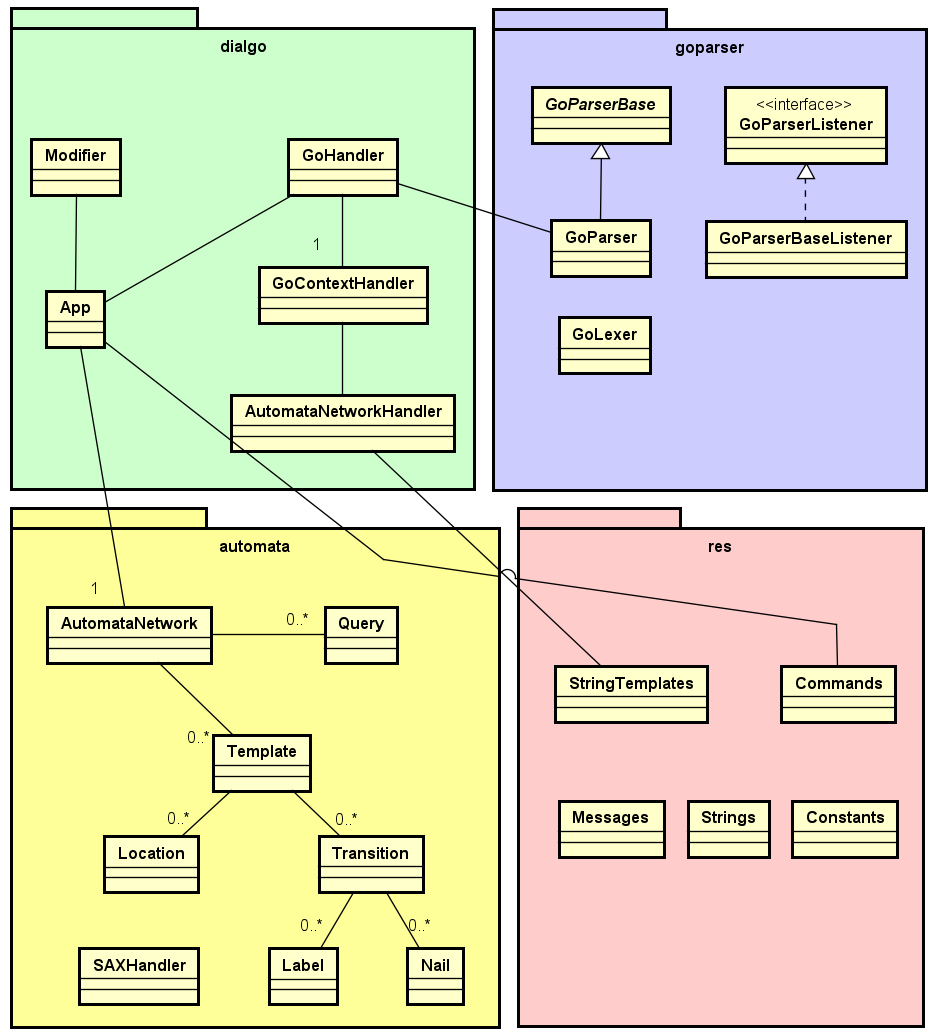 dialgo
Modifier
GoHandler
1
GoContextHandler
App
AutomataNetworkHandler
goparser
GoParserBase
<<interface>>
GoParserListener
GoParser
GoParserBaseListener
GoLexer
automata
1
AutomataNetwork
0..*
Query
0..*
Template
0..*
0..*
Location
Transition
0..*
0..*
SAXHandler
Label
Nail
res
StringTemplates
Commands
Messages
Strings
Constants